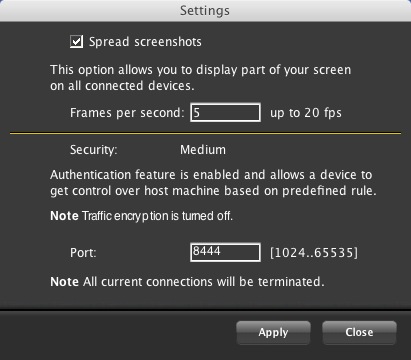 Settings
Spread screenshots
This option allows you to display part of your screen
on all connected devices.
Frames per second: 5 up to 20 fps
Security: Medium
Authentication feature is enabled and allows a device to
get control over host machine based on predefined rule.
Note Traffic encryption is turned off.
Port: 8444 [1024..65535]
Note All current connections will be terminated.
Apply Close